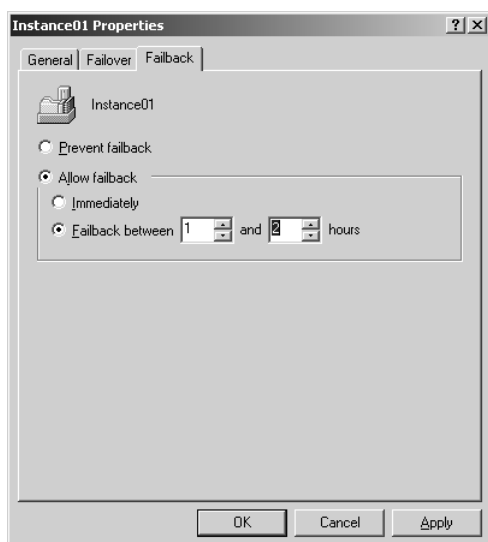 Instance01 Properties ? X
General Failover Failback
Instance01
Prevent failback
Allow failback
Immediately
Failback between 1 and 2 hours
OK Cancel Apply